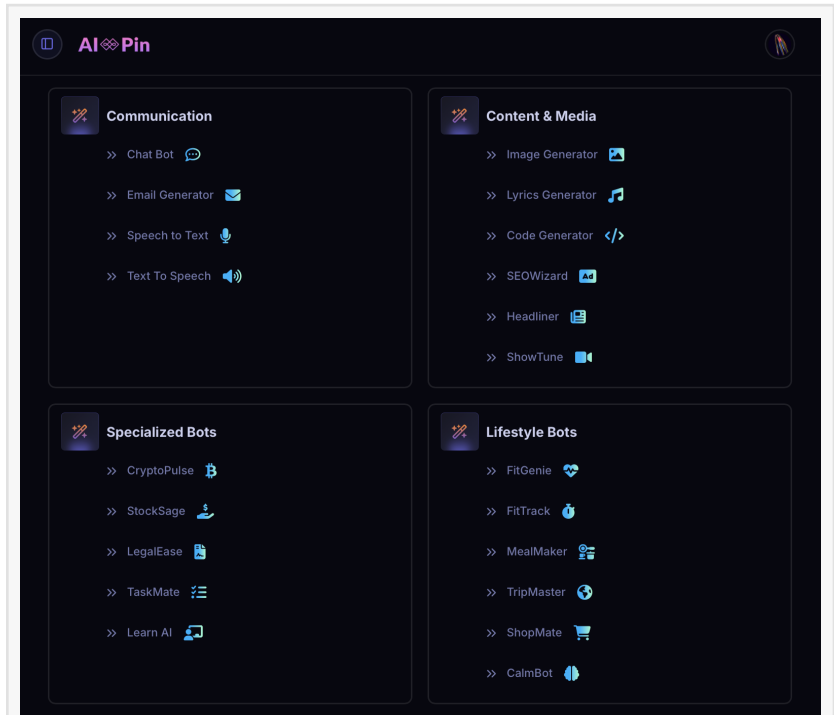 AI Pin
Communication
Chat Bot
Email Generator
Speech to Text
Text To Speech
Content & Media
Image Generator
Lyrics Generator
Code Generator
SEOWizard
Ad
Headliner
ShowTune
Specialized Bots
CryptoPulse
StockSage
LegalEase
TaskMate
Learn AI
Lifestyle Bots
FitGenie
FitTrack
MealMaker
TripMaster
ShopMate
CalmBot